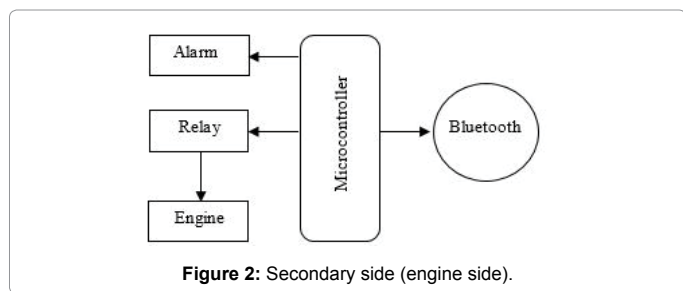 Alarm
Relay
Engine
Microcontroller
Bluetooth
Figure 2: Secondary side (engine side).